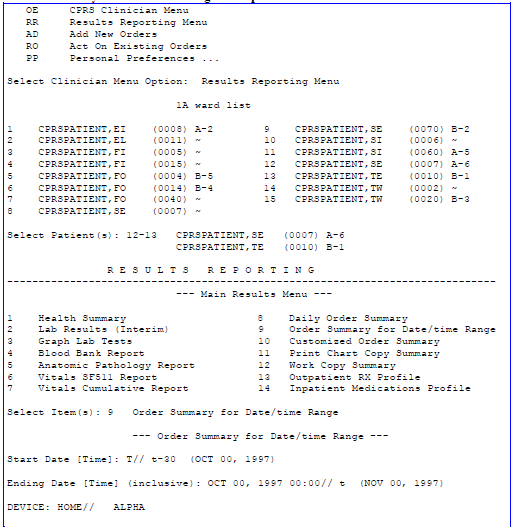 OE CPRS Clinician Menu
RR Results Reporting Menu
AD Add New Orders
RO Act On Existing Orders
PP Personal Preferences ...
Select Clinician Menu Option: Results Reporting Menu
1A ward list
1 CPRSPATIENT,EI (0008) A-2 9 CPRSPATIENT,SE (0070) B-2
2 CPRSPATIENT,EL (0011) ~ 10 CPRSPATIENT,SI (0006) ~
3 CPRSPATIENT,FI (0005) ~ 11 CPRSPATIENT,SI (0060) A-5
4 CPRSPATIENT,FI (0015) ~ 12 CPRSPATIENT,SE (0007) A-6
5 CPRSPATIENT,FO (0004) B-5 13 CPRSPATIENT,TE (0010) B-1
6 CPRSPATIENT,FO (0014) B-4 14 CPRSPATIENT,TW (0002) ~
7 CPRSPATIENT,FO (0040) ~ 15 CPRSPATIENT,TW (0020) B-3
8 CPRSPATIENT,SE (0007) ~
Select Patient(s): 12-13 CPRSPATIENT,SE (0007) A-6
CPRSPATIENT,TE (0010) B-1
R E S U L T S R E P O R T I N G
--- Main Results Menu ---
1 Health Summary 8 Daily Order Summary
2 Lab Results (Interim) 9 Order Summary for Date/time Range
3 Graph Lab Tests 10 Customized Order Summary
4 Blood Bank Report 11 Print Chart Copy Summary
5 Anatomic Pathology Report 12 Work Copy Summary
6 Vitals SF511 Report 13 Outpatient RX Profile
7 Vitals Cumulative Report 14 Inpatient Medications Profile
Select Item(s): 9 Order Summary for Date/time Range
--- Order Summary for Date/time Range ---
Start Date [Time]: T// t-30 (OCT 00, 1997)
Ending Date [Time] (inclusive): OCT 00, 1997 00:00// t (NOV 00, 1997)
DEVICE: HOME// ALPHA